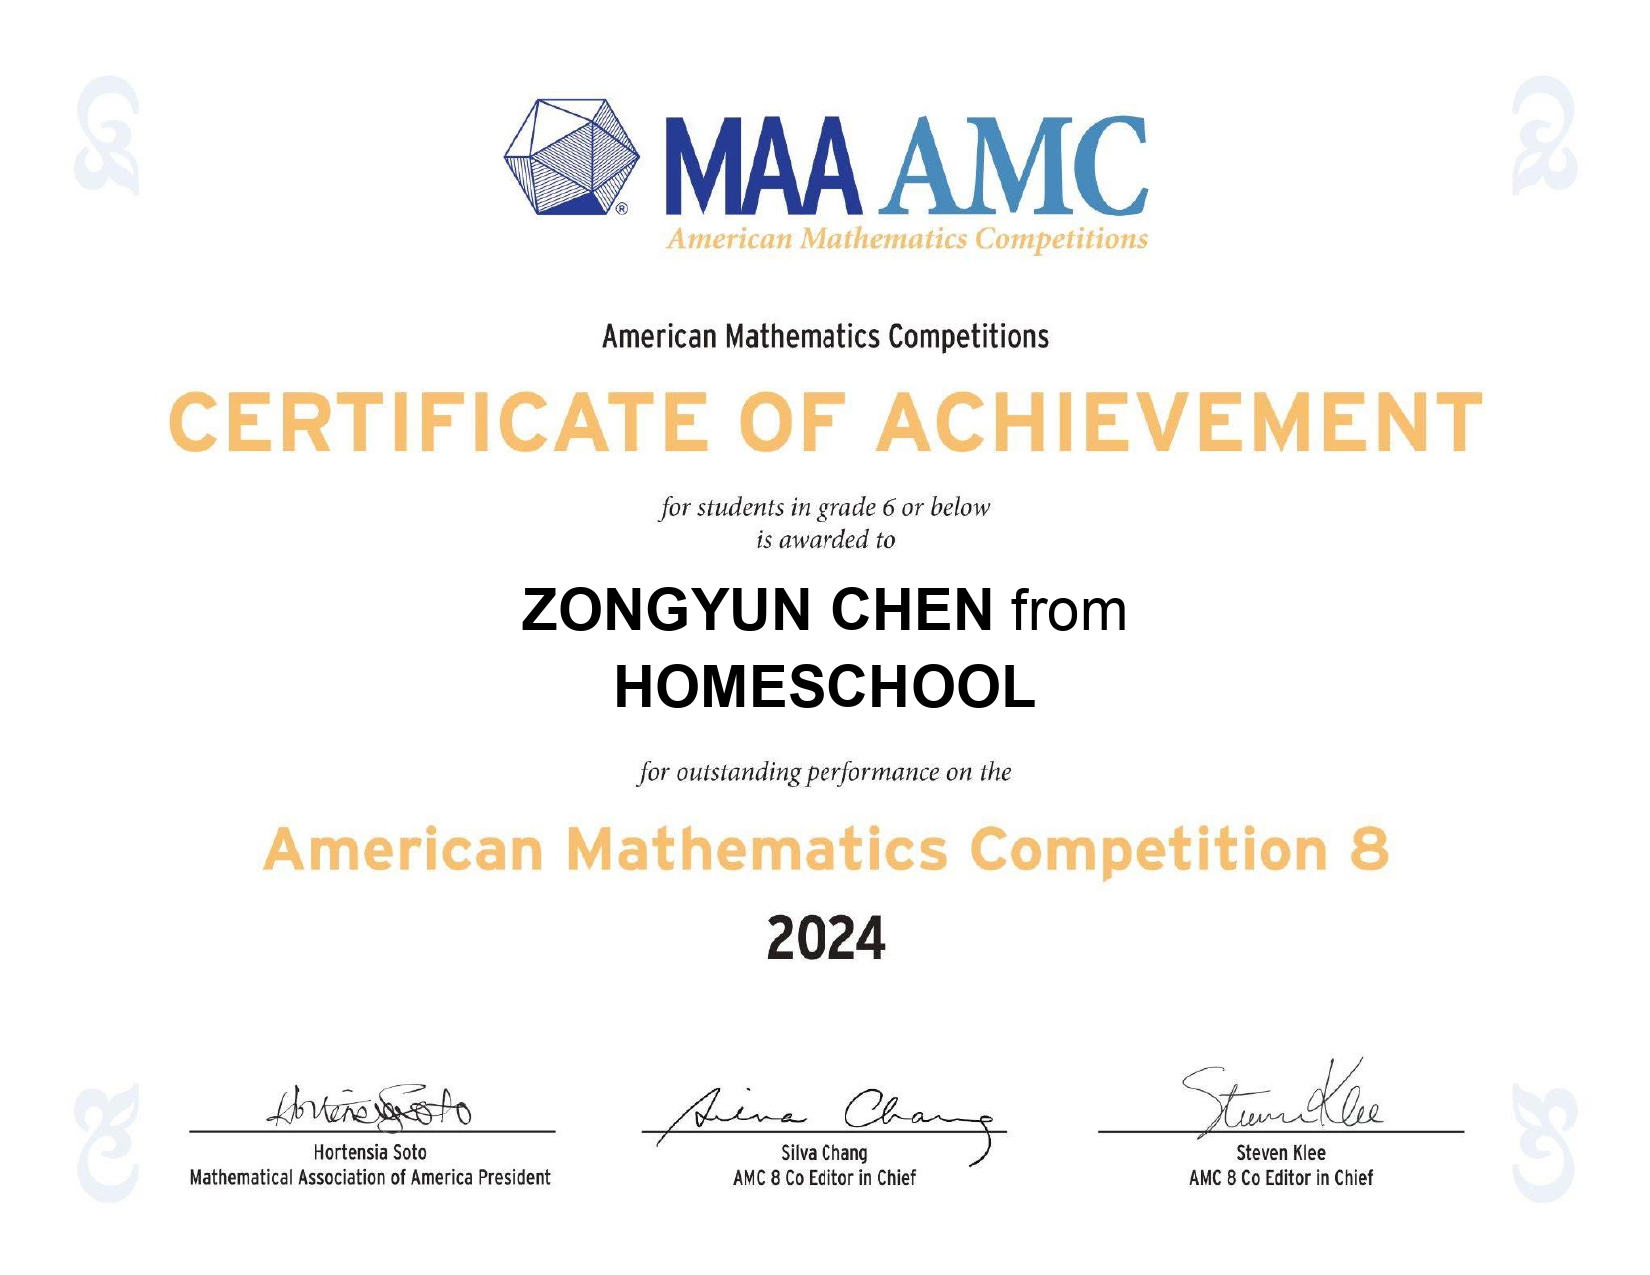 MAA AMC
American Mathematics Competitions
American Mathematics Competitions
CERTIFICATE OF ACHIEVEMENT
for students in grade 6 or below
is awarded to
ZONGYUN CHEN from
HOMESCHOOL
for outstanding performance on the
American Mathematics Competition 8
2024
Hortensia Soto
Silva Chang
Steven Klee
Hortensia Soto
Mathematical Association of America President
Silva Chang
AMC 8 Co Editor in Chief
Steven Klee
AMC 8 Co Editor in Chief